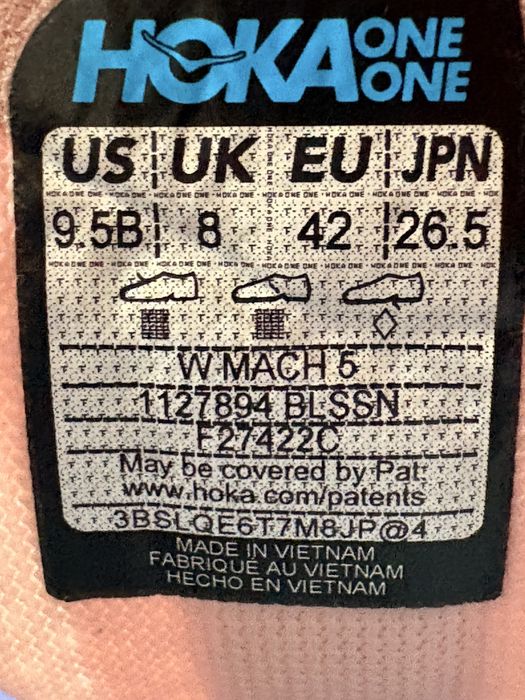 HOKA ONE ONE
US UK EU JPN
9.5B 8 42 26.5
W MACH 5
1127894 BLSSN
F27422C
May be covered by Pat:
www.hoka.com/patents
3BSLQE6T7M8JP@4
MADE IN VIETNAM
FABRIQUÉ AU VIETNAM
HECHO EN VIETNAM